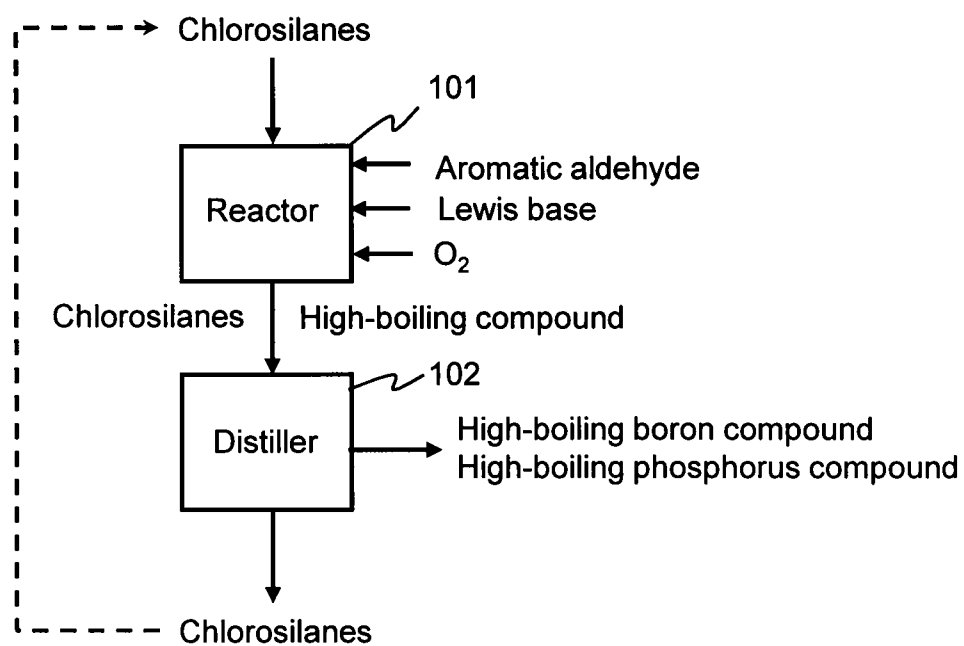 Chlorosilanes
101
Reactor
Aromatic aldehyde
Lewis base
O₂
Chlorosilanes
High-boiling compound
102
Distiller
High-boiling boron compound
High-boiling phosphorus compound
Chlorosilanes